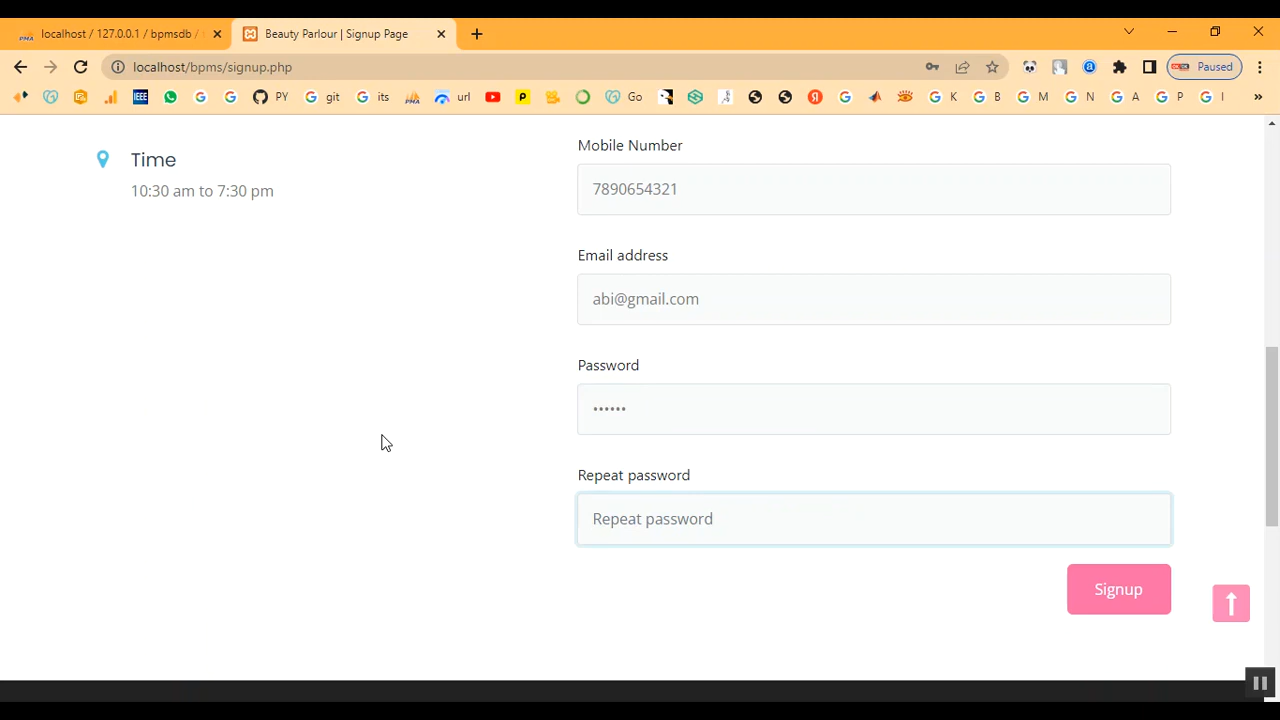 localhost / 127.0.0.1 / bpmsdb /
Beauty Parlour | Signup Page
localhost/bpms/signup.php
Paused
IEEE PY git its PMA url Go K B M N A P I »
Time
10:30 am to 7:30 pm
Mobile Number
7890654321
Email address
abi@gmail.com
Password
••••••
Repeat password
Repeat password
Signup